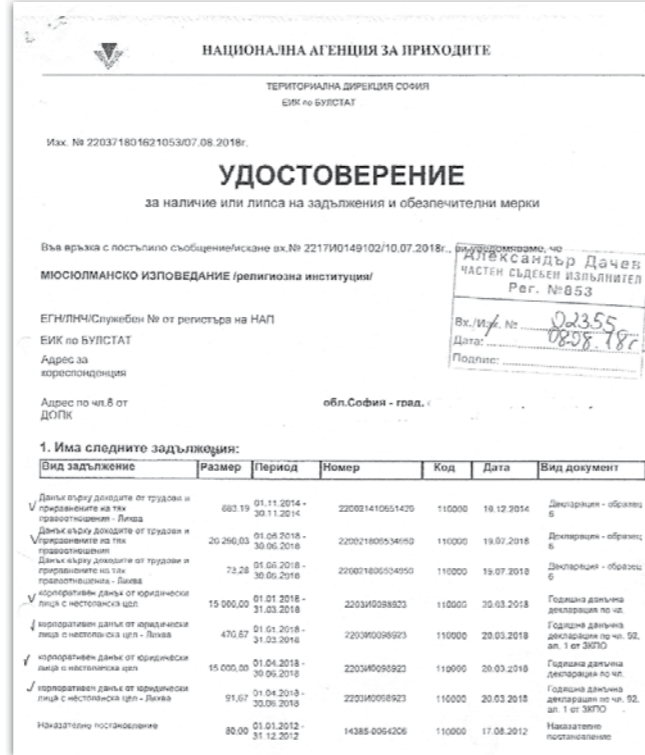 НАЦИОНАЛНА АГЕНЦИЯ ЗА ПРИХОДИТЕ
ТЕРИТОРИАЛНА ДИРЕКЦИЯ СОФИЯ
ЕИК по БУЛСТАТ
Изх. № 220371801621053/07.08.2018г.
УДОСТОВЕРЕНИЕ
за наличие или липса на задължения и обезпечителни мерки
Във връзка с постъпило съобщение/искане вх.№ 2217И0149102/10.07.2018г., ви уведомяваме, че
МЮСЮЛМАНСКО ИЗПОВЕДАНИЕ /религиозна институция/
Александър Дачев
ЧАСТЕН СЪДЕБЕН ИЗПЪЛНИТЕЛ
Рег. №853
Вх./Изх. № 02355
Дата: 08.08.18г
Подпис:
ЕГН/ЛНЧ/Служебен № от регистъра на НАП
ЕИК по БУЛСТАТ
Адрес за
кореспонденция
Адрес по чл.8 от обл.София - град.
ДОПК
1. Има следните задължения:
Вид задължение Размер Период Номер Код Дата Вид документ
Данък върху доходите от трудови и
приравнените на тях
правоотношения - Лихва 683,19 01.11.2014 - 30.11.2014 220021410651420 110000 18.12.2014 Декларация - образец 6
Данък върху доходите от трудови и
приравнените на тях
правоотношения 20 260,03 01.06.2018 - 30.06.2018 220021806534950 110000 19.07.2018 Декларация - образец 6
Данък върху доходите от трудови и
приравнените на тях
правоотношения - Лихва 73,28 01.06.2018 - 30.06.2018 220021806534950 110000 19.07.2018 Декларация - образец 6
корпоративен данък от юридически
лица с нестопанска цел 15 000,00 01.01.2018 - 31.03.2018 2203И0098923 110000 20.03.2018 Годишна данъчна
декларация по чл.
корпоративен данък от юридически
лица с нестопанска цел - Лихва 470,87 01.01.2018 - 31.03.2018 2203И0098923 110000 20.03.2018 Годишна данъчна
декларация по чл. 92,
ал. 1 от ЗКПО
корпоративен данък от юридически
лица с нестопанска цел 15 000,00 01.04.2018 - 30.06.2018 2203И0098923 110000 20.03.2018 Годишна данъчна
декларация по чл.
корпоративен данък от юридически
лица с нестопанска цел - Лихва 91,67 01.04.2018 - 30.06.2018 2203И0098923 110000 20.03.2018 Годишна данъчна
декларация по чл. 92,
ал. 1 от ЗКПО
Наказателно постановление 80,00 01.01.2012 - 31.12.2012 14385-0064206 110000 17.08.2012 Наказателно
постановление